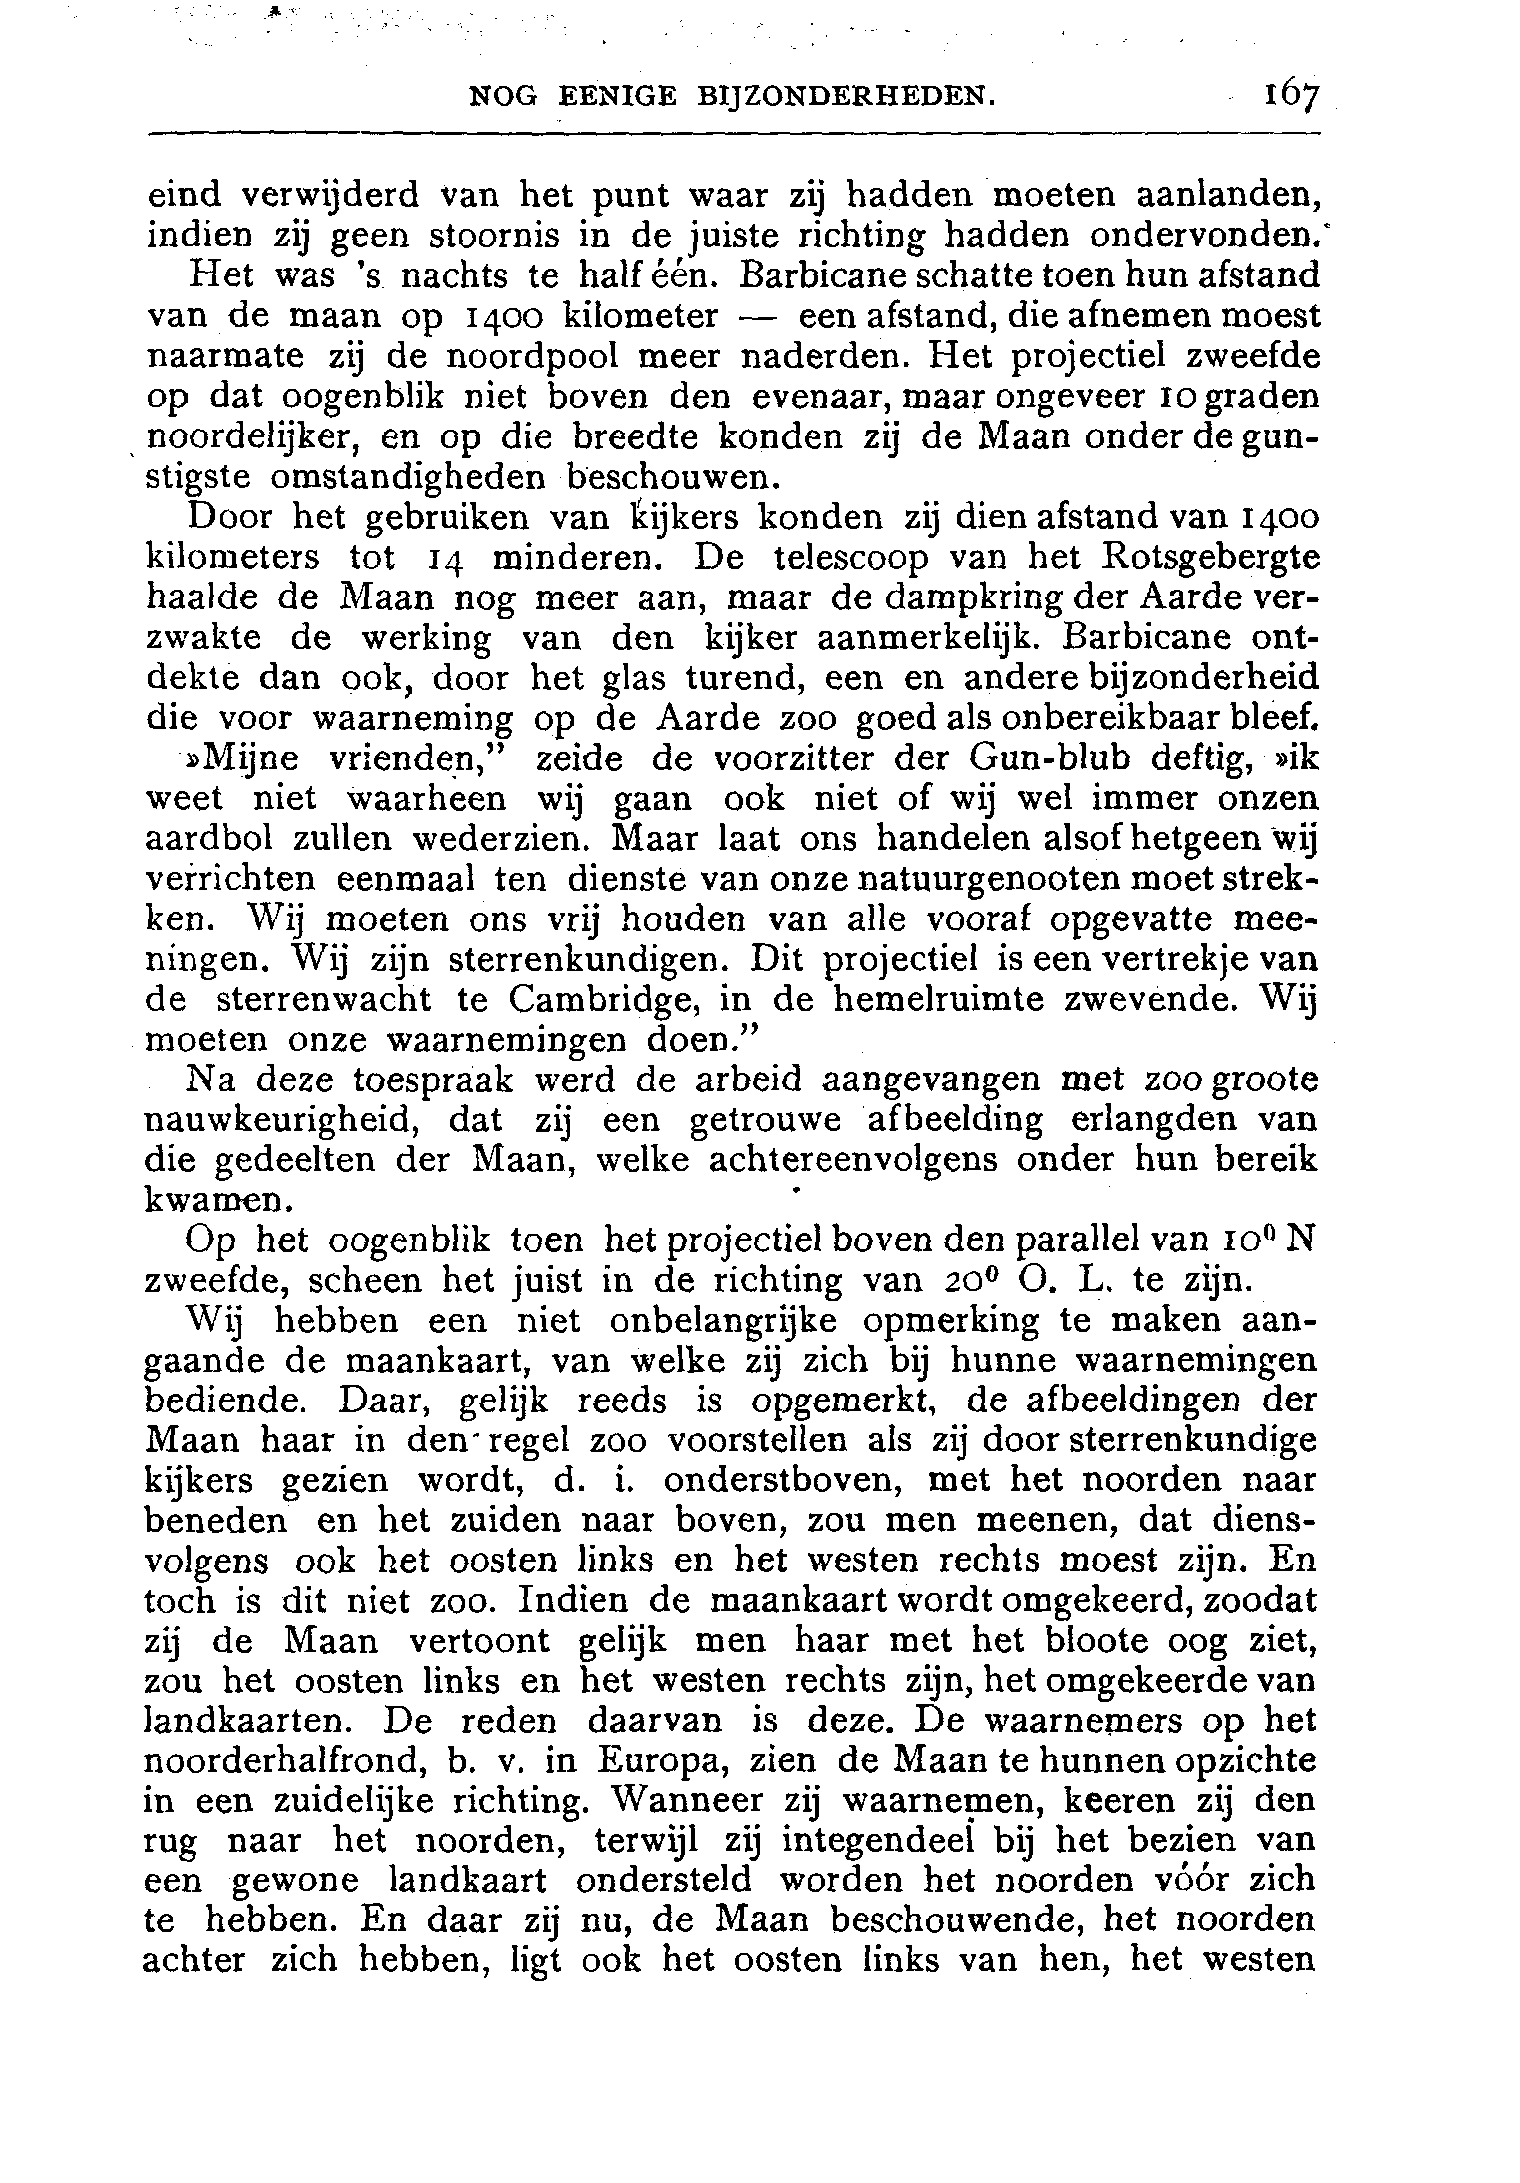 NOG EENIGE BIJZONDERHEDEN. 167
eind verwijderd van het punt waar zij hadden moeten aanlanden,
indien zij geen stoornis in de juiste richting hadden ondervonden.
Het was 's nachts te half één. Barbicane schatte toen hun afstand
van de maan op 1400 kilometer — een afstand, die afnemen moest
naarmate zij de noordpool meer naderden. Het projectiel zweefde
op dat oogenblik niet boven den evenaar, maar ongeveer 10 graden
noordelijker, en op die breedte konden zij de Maan onder de gun-
stigste omstandigheden beschouwen.
Door het gebruiken van kijkers konden zij dien afstand van 1400
kilometers tot 14 minderen. De telescoop van het Rotsgebergte
haalde de Maan nog meer aan, maar de dampkring der Aarde ver-
zwakte de werking van den kijker aanmerkelijk. Barbicane ont-
dekte dan ook, door het glas turend, een en andere bijzonderheid
die voor waarneming op de Aarde zoo goed als onbereikbaar bleef.
»Mijne vrienden,” zeide de voorzitter der Gun-blub deftig, »ik
weet niet waarheen wij gaan ook niet of wij wel immer onzen
aardbol zullen wederzien. Maar laat ons handelen alsof hetgeen wij
verrichten eenmaal ten dienste van onze natuurgenooten moet strek-
ken. Wij moeten ons vrij houden van alle vooraf opgevatte mee-
ningen. Wij zijn sterrenkundigen. Dit projectiel is een vertrekje van
de sterrenwacht te Cambridge, in de hemelruimte zwevende. Wij
moeten onze waarnemingen doen.”
Na deze toespraak werd de arbeid aangevangen met zoo groote
nauwkeurigheid, dat zij een getrouwe afbeelding erlangden van
die gedeelten der Maan, welke achtereenvolgens onder hun bereik
kwamen.
Op het oogenblik toen het projectiel boven den parallel van 10⁰ N
zweefde, scheen het juist in de richting van 20⁰ O. L. te zijn.
Wij hebben een niet onbelangrijke opmerking te maken aan-
gaande de maankaart, van welke zij zich bij hunne waarnemingen
bediende. Daar, gelijk reeds is opgemerkt, de afbeeldingen der
Maan haar in den regel zoo voorstellen als zij door sterrenkundige
kijkers gezien wordt, d. i. onderstboven, met het noorden naar
beneden en het zuiden naar boven, zou men meenen, dat diens-
volgens ook het oosten links en het westen rechts moest zijn. En
toch is dit niet zoo. Indien de maankaart wordt omgekeerd, zoodat
zij de Maan vertoont gelijk men haar met het bloote oog ziet,
zou het oosten links en het westen rechts zijn, het omgekeerde van
landkaarten. De reden daarvan is deze. De waarnemers op het
noorderhalfrond, b. v. in Europa, zien de Maan te hunnen opzichte
in een zuidelijke richting. Wanneer zij waarnemen, keeren zij den
rug naar het noorden, terwijl zij integendeel bij het bezien van
een gewone landkaart ondersteld worden het noorden vóór zich
te hebben. En daar zij nu, de Maan beschouwende, het noorden
achter zich hebben, ligt ook het oosten links van hen, het westen